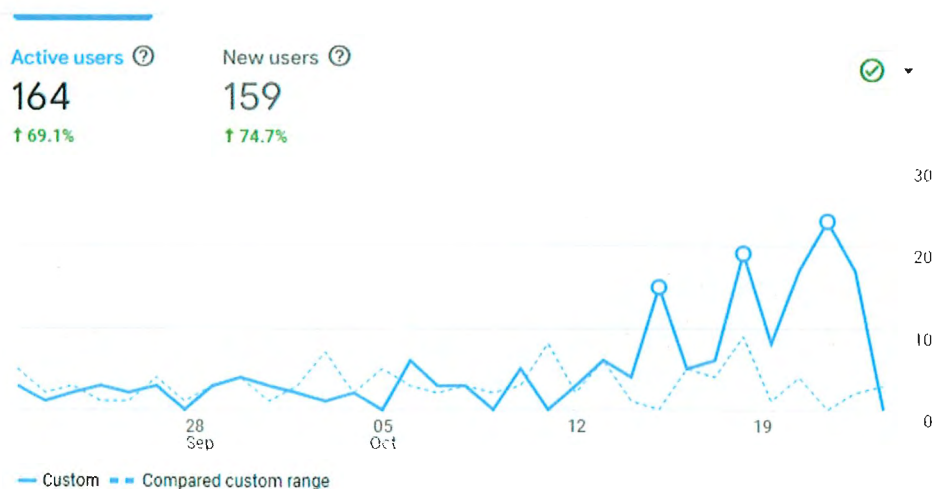 Active users
New users
164
159
↑ 69.1%
↑ 74.7%
30
20
10
0
28
Sep
05
Oct
12
19
Custom
Compared custom range